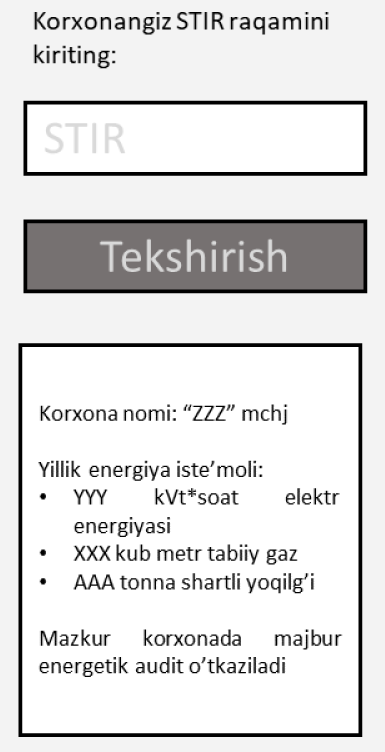 Korxonangiz STIR raqamini
kiriting:
STIR
Tekshirish
Korxona nomi: “ZZZ” mchj
Yillik energiya iste’moli:
• YYY kVt*soat elektr
energiyasi
• XXX kub metr tabiiy gaz
• AAA tonna shartli yoqilg’i
Mazkur korxonada majbur
energetik audit o’tkaziladi